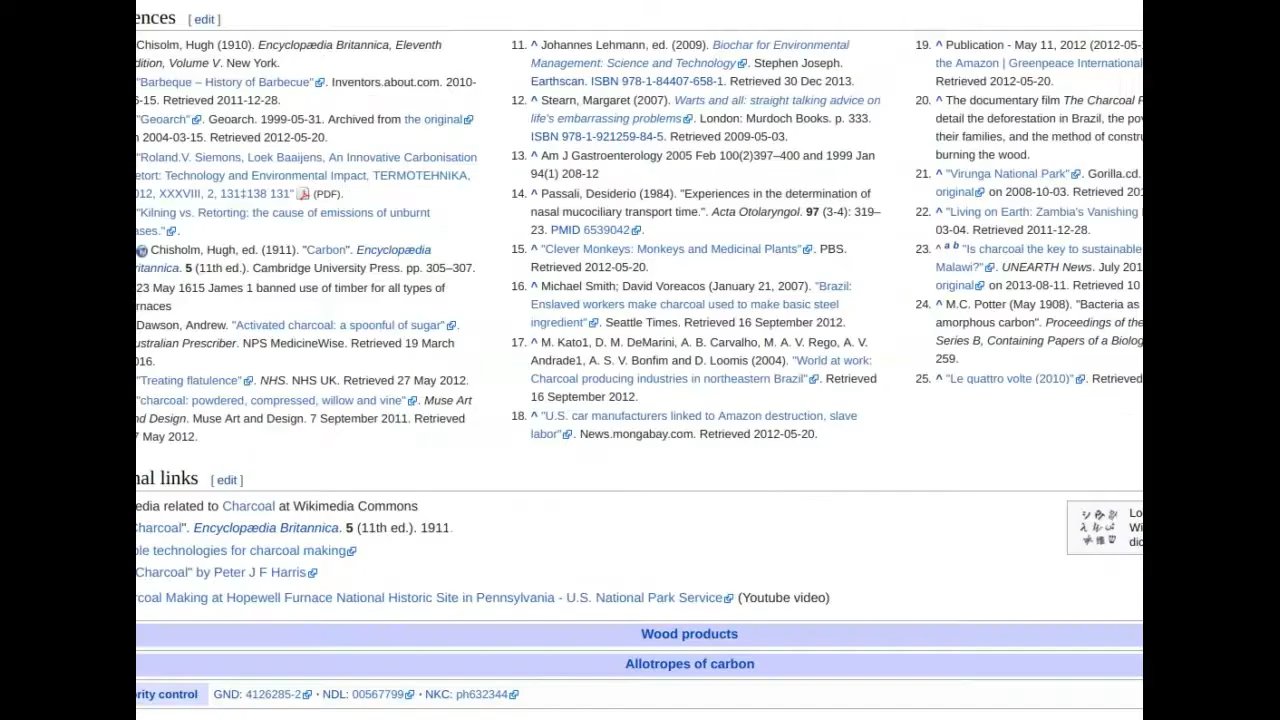 ences [ edit ]
Chisolm, Hugh (1910). Encyclopædia Britannica, Eleventh
dition, Volume V. New York.
"Barbeque – History of Barbecue". Inventors.about.com. 2010-
6-15. Retrieved 2011-12-28.
"Geoarch". Geoarch. 1999-05-31. Archived from the original
n 2004-03-15. Retrieved 2012-05-20.
"Roland.V. Siemons, Loek Baaijens, An Innovative Carbonisation
etort: Technology and Environmental Impact, TERMOTEHNIKA,
012, XXXVIII, 2, 131‡138 131" (PDF).
"Kilning vs. Retorting: the cause of emissions of unburnt
ases.".
Chisholm, Hugh, ed. (1911). "Carbon". Encyclopædia
ritannica. 5 (11th ed.). Cambridge University Press. pp. 305–307.
23 May 1615 James 1 banned use of timber for all types of
rnaces
Dawson, Andrew. "Activated charcoal: a spoonful of sugar".
ustralian Prescriber. NPS MedicineWise. Retrieved 19 March
016.
"Treating flatulence". NHS. NHS UK. Retrieved 27 May 2012.
"charcoal: powdered, compressed, willow and vine". Muse Art
nd Design. Muse Art and Design. 7 September 2011. Retrieved
7 May 2012.
11. ^ Johannes Lehmann, ed. (2009). Biochar for Environmental
Management: Science and Technology. Stephen Joseph.
Earthscan. ISBN 978-1-84407-658-1. Retrieved 30 Dec 2013.
12. ^ Stearn, Margaret (2007). Warts and all: straight talking advice on
life's embarrassing problems. London: Murdoch Books. p. 333.
ISBN 978-1-921259-84-5. Retrieved 2009-05-03.
13. ^ Am J Gastroenterology 2005 Feb 100(2)397–400 and 1999 Jan
94(1) 208-12
14. ^ Passali, Desiderio (1984). "Experiences in the determination of
nasal mucociliary transport time.". Acta Otolaryngol. 97 (3-4): 319–
23. PMID 6539042.
15. ^ "Clever Monkeys: Monkeys and Medicinal Plants". PBS.
Retrieved 2012-05-20.
16. ^ Michael Smith; David Voreacos (January 21, 2007). "Brazil:
Enslaved workers make charcoal used to make basic steel
ingredient". Seattle Times. Retrieved 16 September 2012.
17. ^ M. Kato1, D. M. DeMarini, A. B. Carvalho, M. A. V. Rego, A. V.
Andrade1, A. S. V. Bonfim and D. Loomis (2004). "World at work:
Charcoal producing industries in northeastern Brazil". Retrieved
16 September 2012.
18. ^ "U.S. car manufacturers linked to Amazon destruction, slave
labor". News.mongabay.com. Retrieved 2012-05-20.
19. ^ Publication - May 11, 2012 (2012-05-
the Amazon | Greenpeace International
Retrieved 2012-05-20.
20. ^ The documentary film The Charcoal P
detail the deforestation in Brazil, the pov
their families, and the method of constru
burning the wood.
21. ^ "Virunga National Park". Gorilla.cd.
original on 2008-10-03. Retrieved 201
22. ^ "Living on Earth: Zambia's Vanishing
03-04. Retrieved 2011-12-28.
23. ^ a b "Is charcoal the key to sustainable
Malawi?". UNEARTH News. July 201
original on 2013-08-11. Retrieved 10
24. ^ M.C. Potter (May 1908). "Bacteria as
amorphous carbon". Proceedings of the
Series B, Containing Papers of a Biolog
259.
25. ^ "Le quattro volte (2010)". Retrieved
nal links [ edit ]
edia related to Charcoal at Wikimedia Commons
Charcoal". Encyclopædia Britannica. 5 (11th ed.). 1911.
ple technologies for charcoal making
"Charcoal" by Peter J F Harris
rcoal Making at Hopewell Furnace National Historic Site in Pennsylvania - U.S. National Park Service (Youtube video)
Lo
Wi
dic
Wood products
Allotropes of carbon
ority control GND: 4126285-2 · NDL: 00567799 · NKC: ph632344